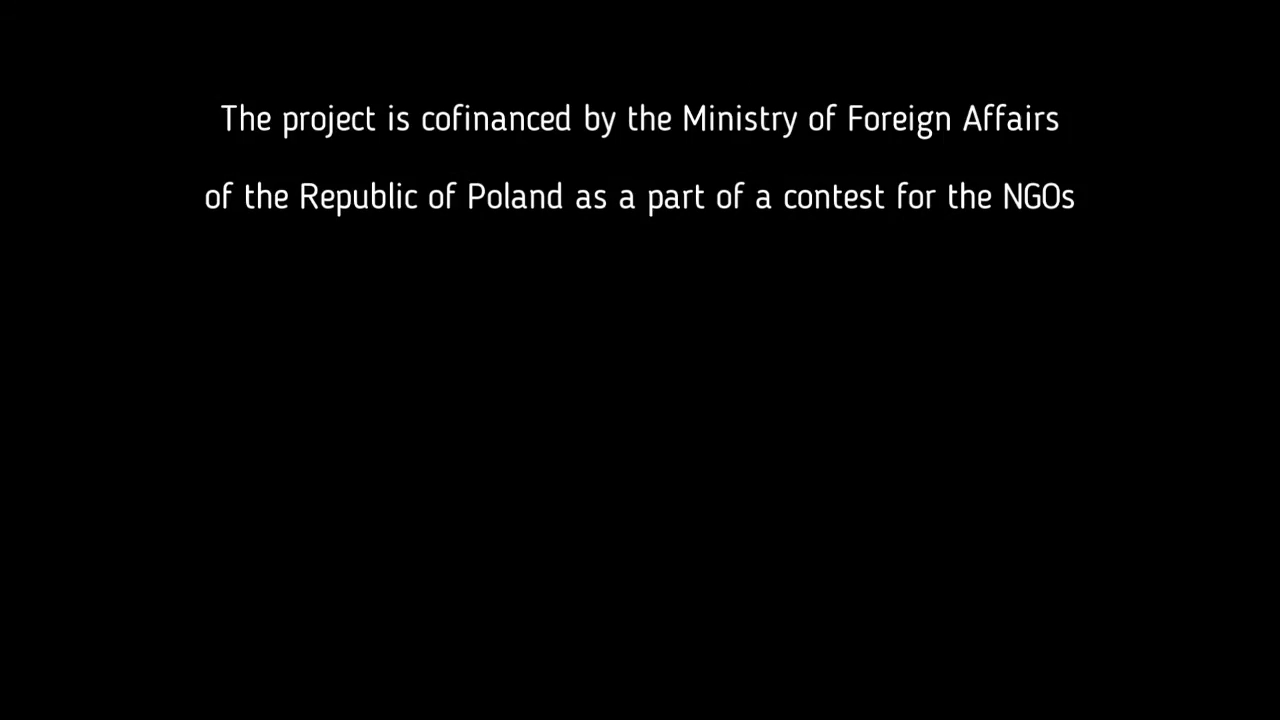 The project is cofinanced by the Ministry of Foreign Affairs
of the Republic of Poland as a part of a contest for the NGOs